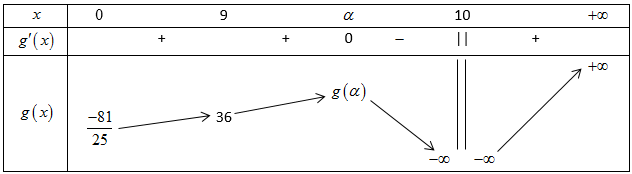 x 0 9 α 10 +∞
g'(x) + + 0 − || +
+∞
g(α)
g(x) −81/25 36
−∞ −∞